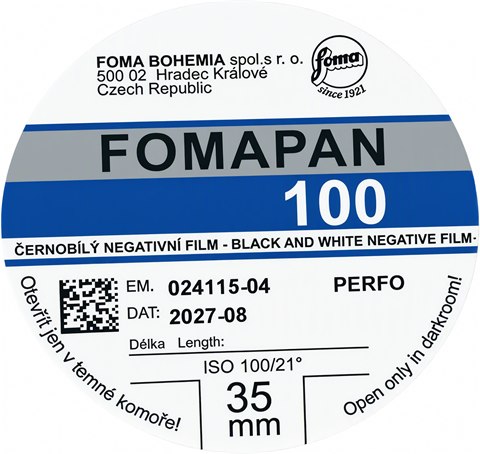 FOMA BOHEMIA spol.s r. o.
500 02 Hradec Králové
Czech Republic
foma
since 1921
FOMAPAN
100
ČERNOBÍLÝ NEGATIVNÍ FILM - BLACK AND WHITE NEGATIVE FILM-
EM. 024115-04
PERFO
DAT: 2027-08
Délka Length:
ISO 100/21°
35
mm
Otevřít jen v temné komoře!
Open only in darkroom!